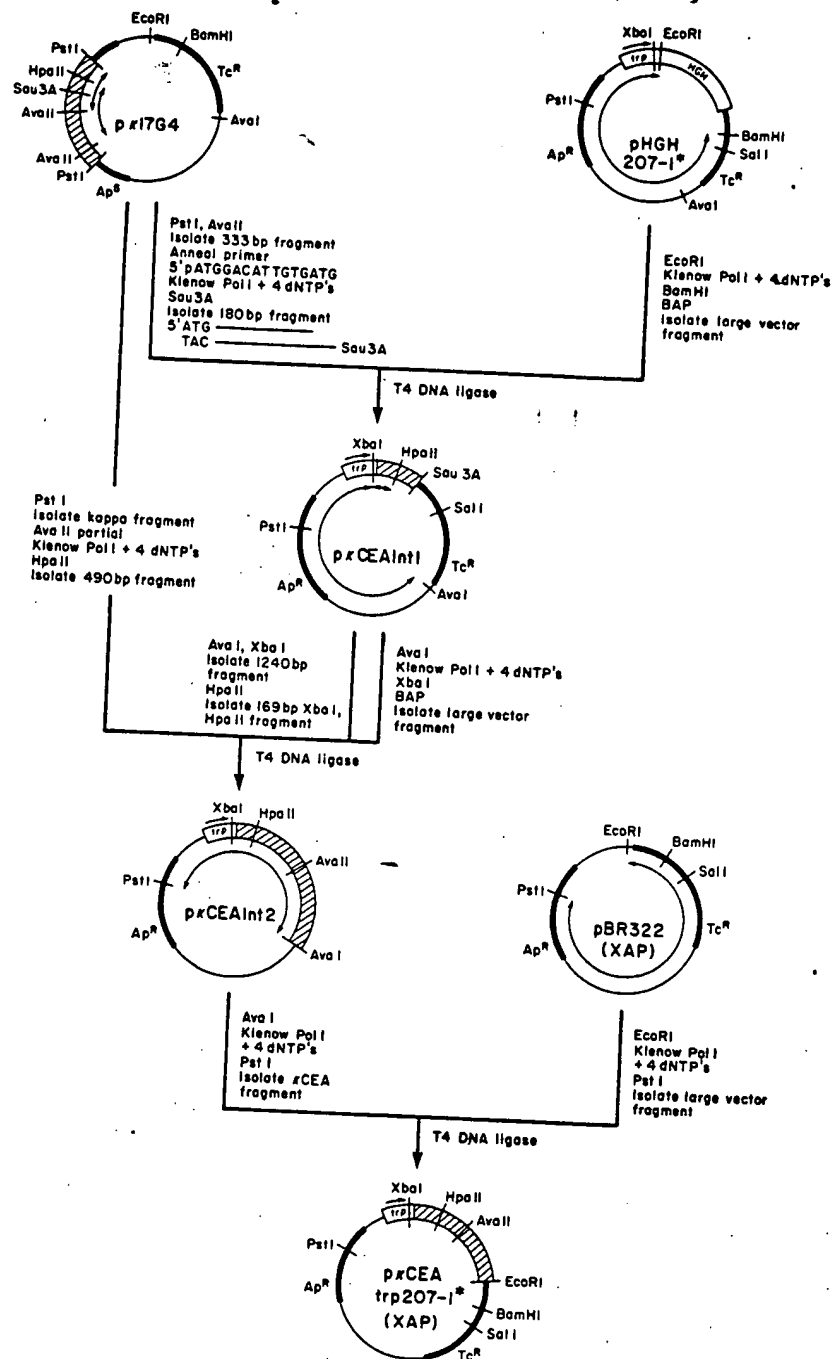 EcoRI
BamHI
PstI
HpaII
Sau3A
AvaII
TcR
AvaI
pκ17G4
AvaII
PstI
ApS
XbaI
EcoRI
trp
HGH
PstI
pHGH
207-1*
ApR
BamHI
SalI
TcR
AvaI
PstI, AvaII
Isolate 333bp fragment
Anneal primer
5'pATGGACATTGTGATG
Klenow PolI + 4 dNTP's
Sau3A
Isolate 180bp fragment
5'ATG
TAC Sau3A
EcoRI
Klenow PolI + 4dNTP's
BamHI
BAP
Isolate large vector
fragment
T4 DNA ligase
XbaI
HpaII
trp
Sau 3A
SalI
PstI
pκCEAInt1
TcR
ApR
AvaI
Pst I
Isolate kappa fragment
Ava II partial
Klenow PolI + 4 dNTP's
HpaII
Isolate 490bp fragment
AvaI, XbaI
Isolate 1240bp
fragment
HpaII
Isolate 169bp XbaI,
HpaII fragment
AvaI
Klenow PolI + 4 dNTP's
XbaI
BAP
Isolate large vector
fragment
T4 DNA ligase
XbaI
HpaII
trp
AvaII
PstI
pκCEAInt2
ApR
AvaI
EcoRI
BamHI
SalI
PstI
pBR322
(XAP)
TcR
ApR
AvaI
Klenow PolI
+ 4 dNTP's
Pst I
Isolate κCEA
fragment
EcoRI
Klenow PolI
+ 4 dNTP's
Pst I
Isolate large vector
fragment
T4 DNA ligase
XbaI
HpaII
trp
AvaII
PstI
pκCEA
trp207-1*
(XAP)
ApR
EcoRI
BamHI
SalI
TcR